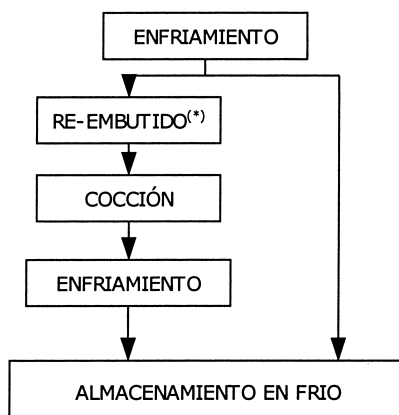 ENFRIAMIENTO
RE-EMBUTIDO(*)
COCCIÓN
ENFRIAMIENTO
ALMACENAMIENTO EN FRIO